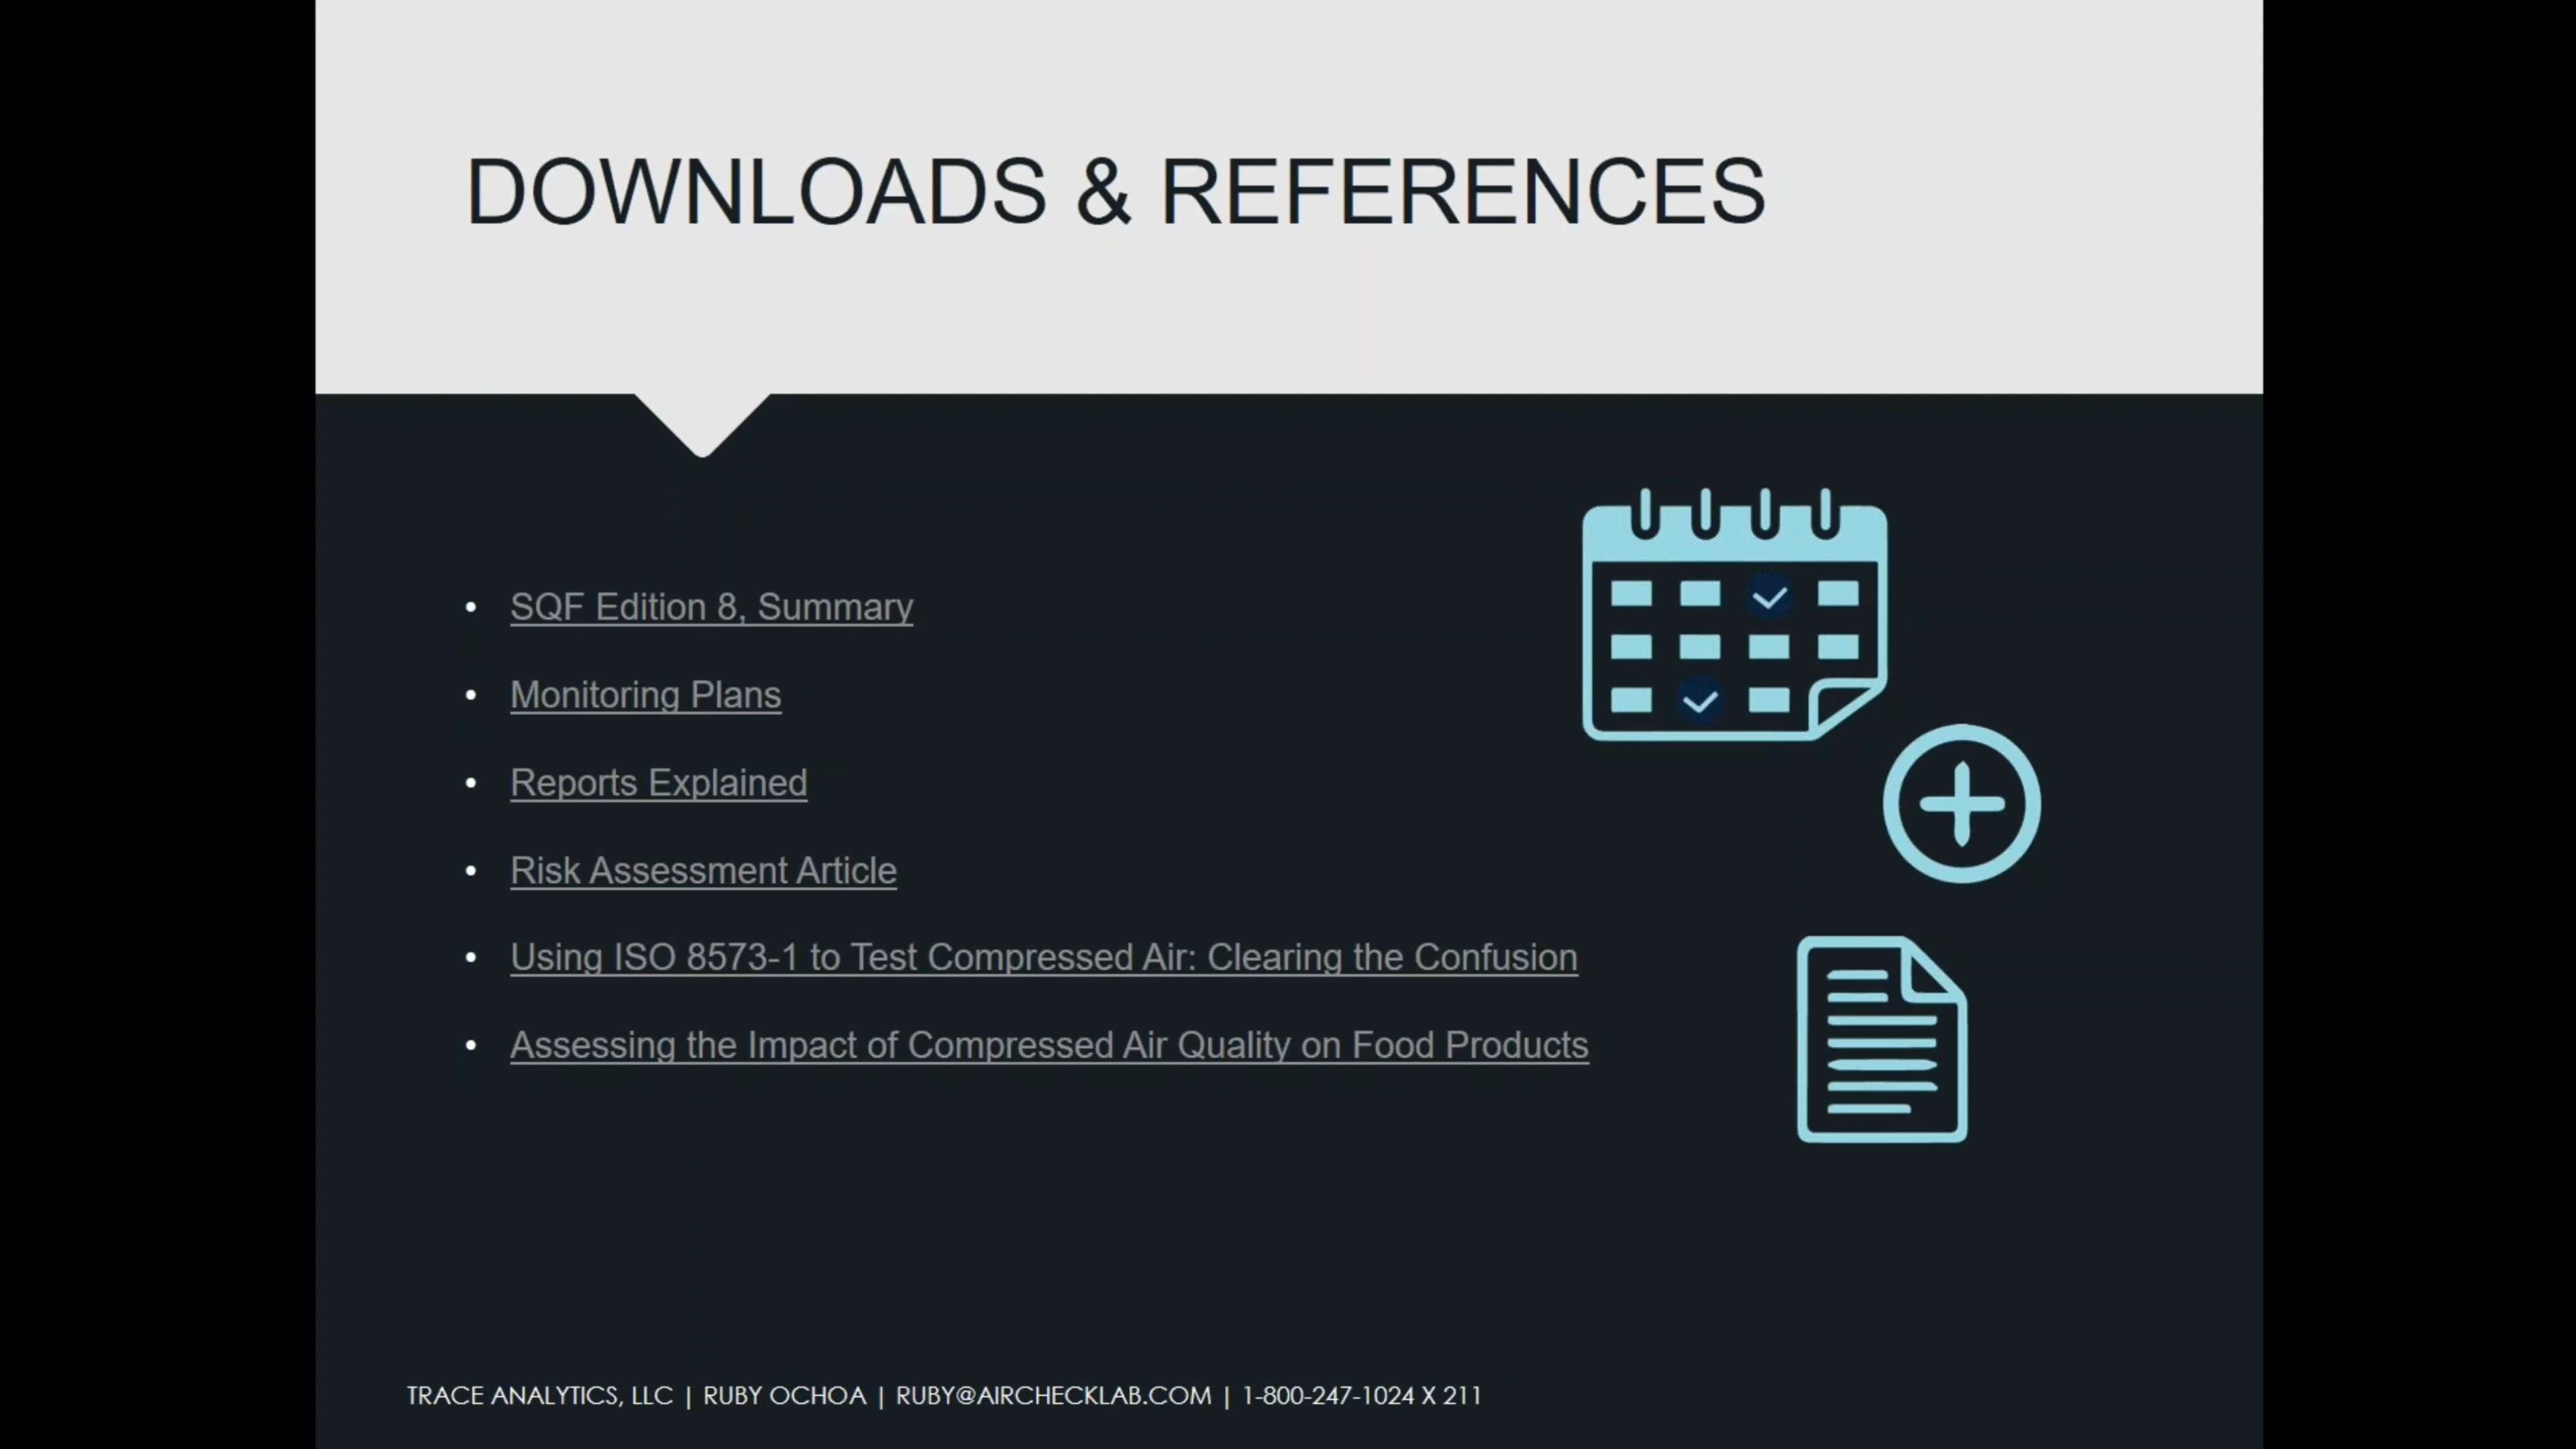 DOWNLOADS & REFERENCES
• SQF Edition 8, Summary
• Monitoring Plans
• Reports Explained
• Risk Assessment Article
• Using ISO 8573-1 to Test Compressed Air: Clearing the Confusion
• Assessing the Impact of Compressed Air Quality on Food Products
TRACE ANALYTICS, LLC | RUBY OCHOA | RUBY@AIRCHECKLAB.COM | 1-800-247-1024 X 211